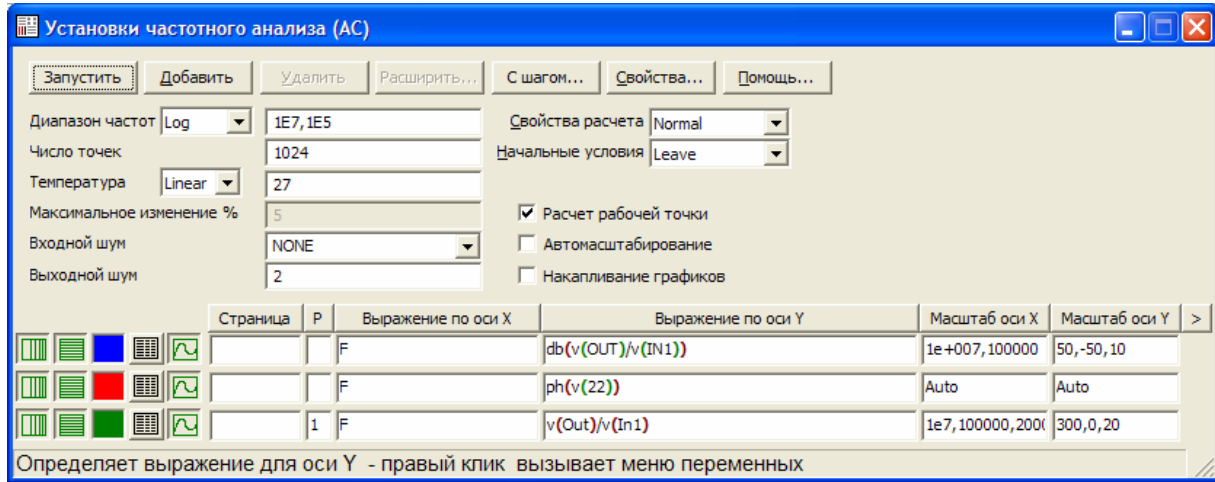 Установки частотного анализа (AC)
Запустить Добавить Удалить Расширить... С шагом... Свойства... Помощь...
Диапазон частот Log 1E7,1E5 Свойства расчета Normal
Число точек 1024 Начальные условия Leave
Температура Linear 27
Максимальное изменение % 5 Расчет рабочей точки
Входной шум NONE Автомасштабирование
Выходной шум 2 Накапливание графиков
Страница P Выражение по оси X Выражение по оси Y Масштаб оси X Масштаб оси Y >
F db(v(OUT)/v(IN1)) 1e+007,100000 50,-50,10
F ph(v(22)) Auto Auto
1 F v(Out)/v(In1) 1e7,100000,200( 300,0,20
Определяет выражение для оси Y - правый клик вызывает меню переменных